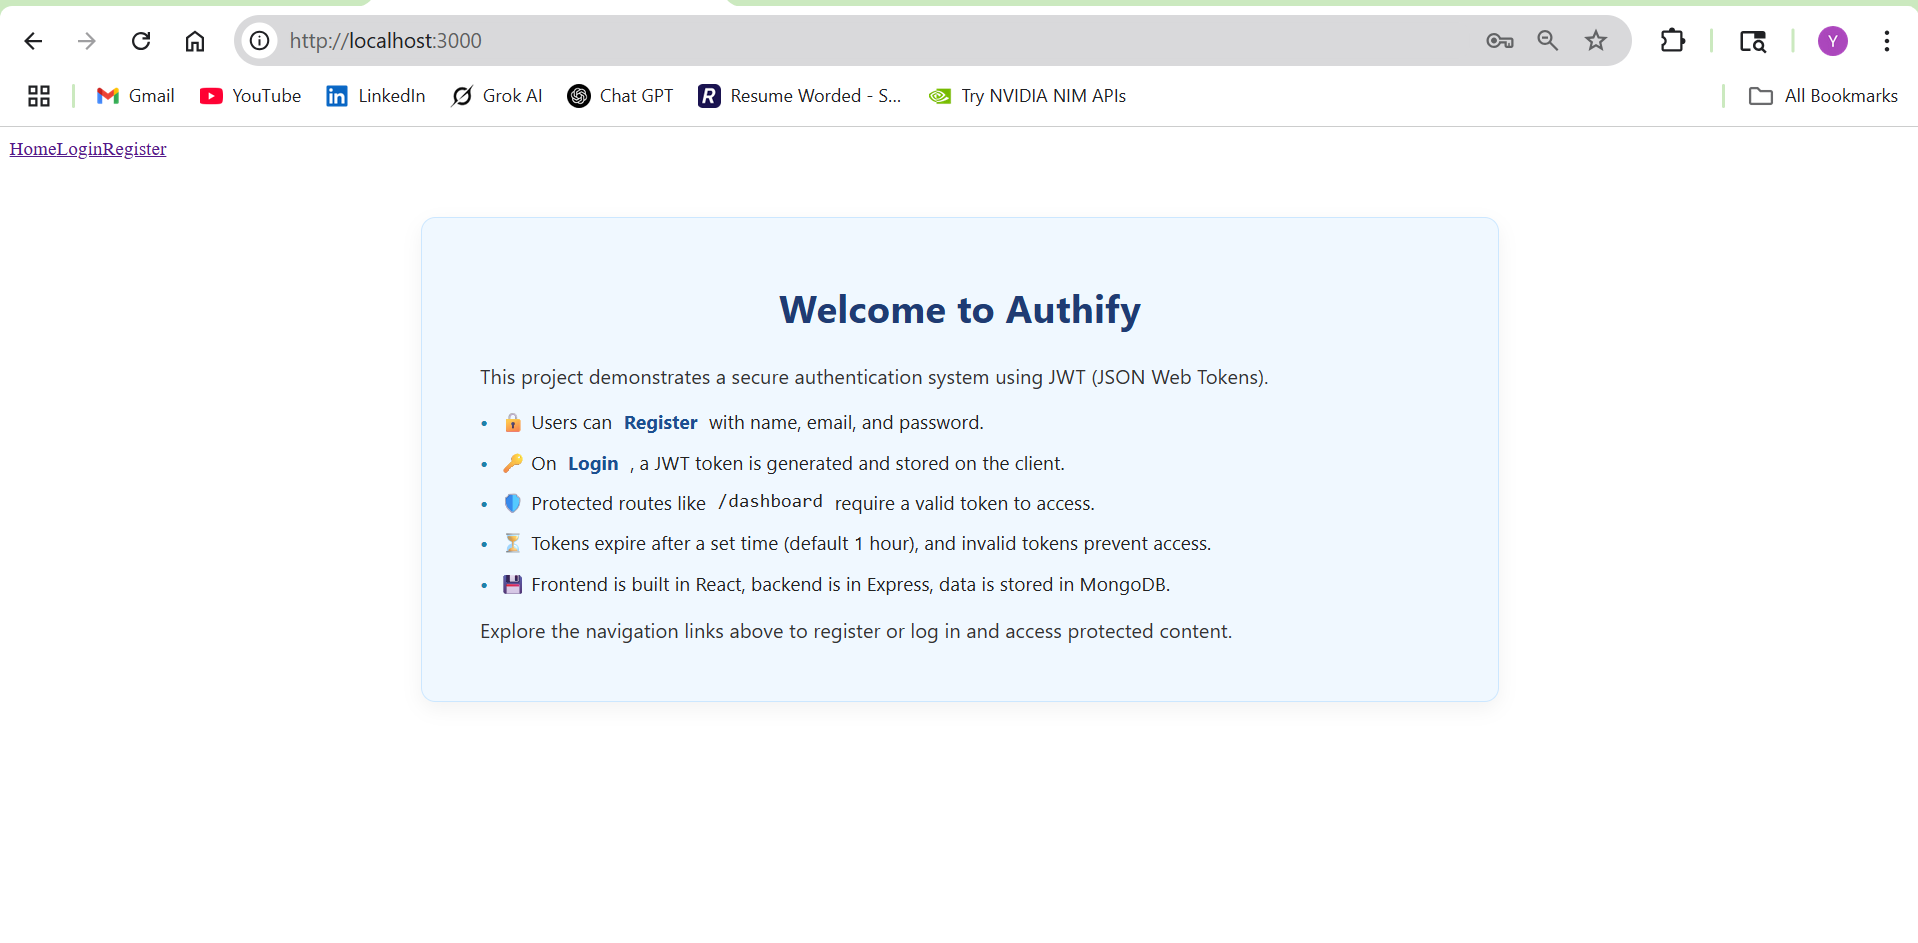 http://localhost:3000
Y
Gmail YouTube LinkedIn Grok AI Chat GPT Resume Worded - S... Try NVIDIA NIM APIs All Bookmarks
HomeLoginRegister
Welcome to Authify
This project demonstrates a secure authentication system using JWT (JSON Web Tokens).
• 🔒 Users can Register with name, email, and password.
• 🔑 On Login , a JWT token is generated and stored on the client.
• 🛡️ Protected routes like /dashboard require a valid token to access.
• ⏳ Tokens expire after a set time (default 1 hour), and invalid tokens prevent access.
• 💾 Frontend is built in React, backend is in Express, data is stored in MongoDB.
Explore the navigation links above to register or log in and access protected content.